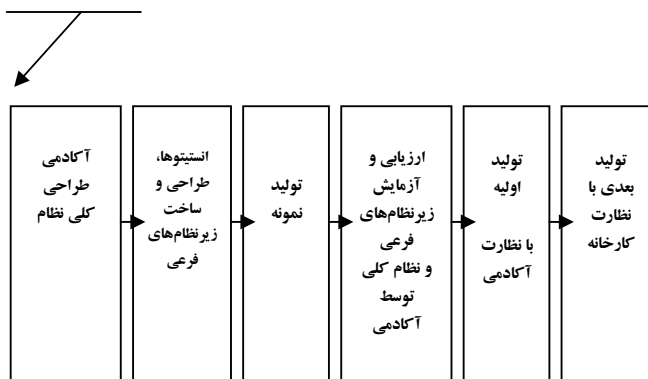 آکادمی
طراحی
کلی نظام
انستیتوها،
طراحی و
ساخت
زیرنظام‌های
فرعی
تولید
نمونه
ارزیابی و
آزمایش
زیرنظام‌های
فرعی
و نظام کلی
توسط
آکادمی
تولید
اولیه
با نظارت
آکادمی
تولید
بعدی با
نظارت
کارخانه